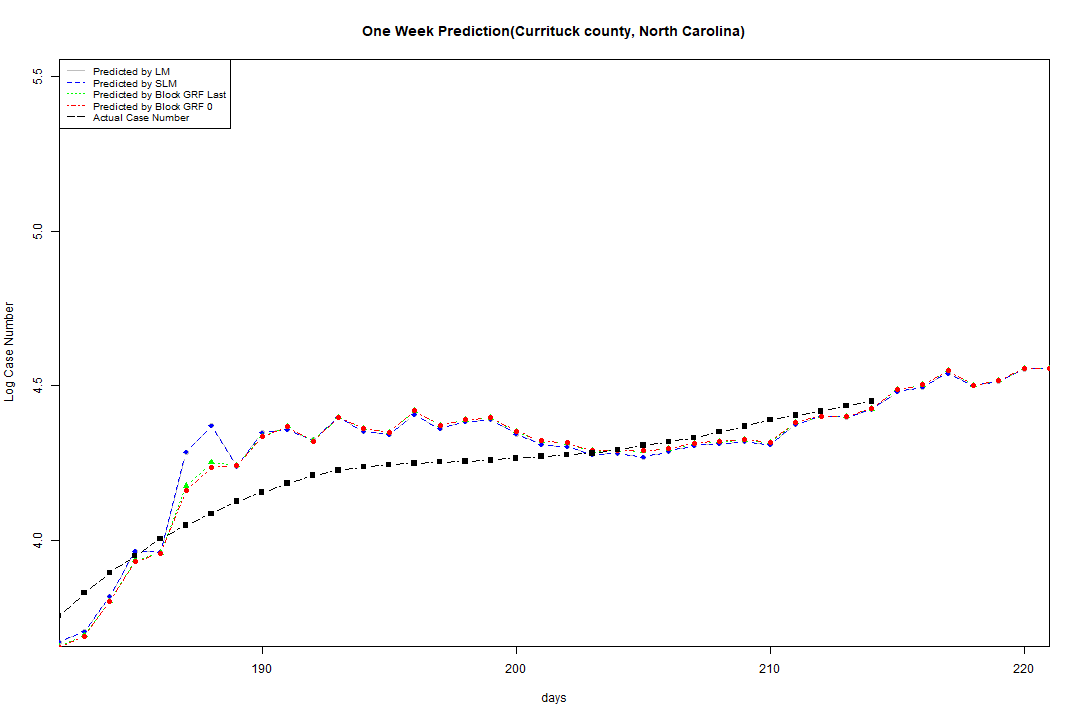 One Week Prediction(Currituck county, North Carolina)
Predicted by LM
Predicted by SLM
Predicted by Block GRF Last
Predicted by Block GRF 0
Actual Case Number
5.5
5.0
4.5
4.0
Log Case Number
190 200 210 220
days